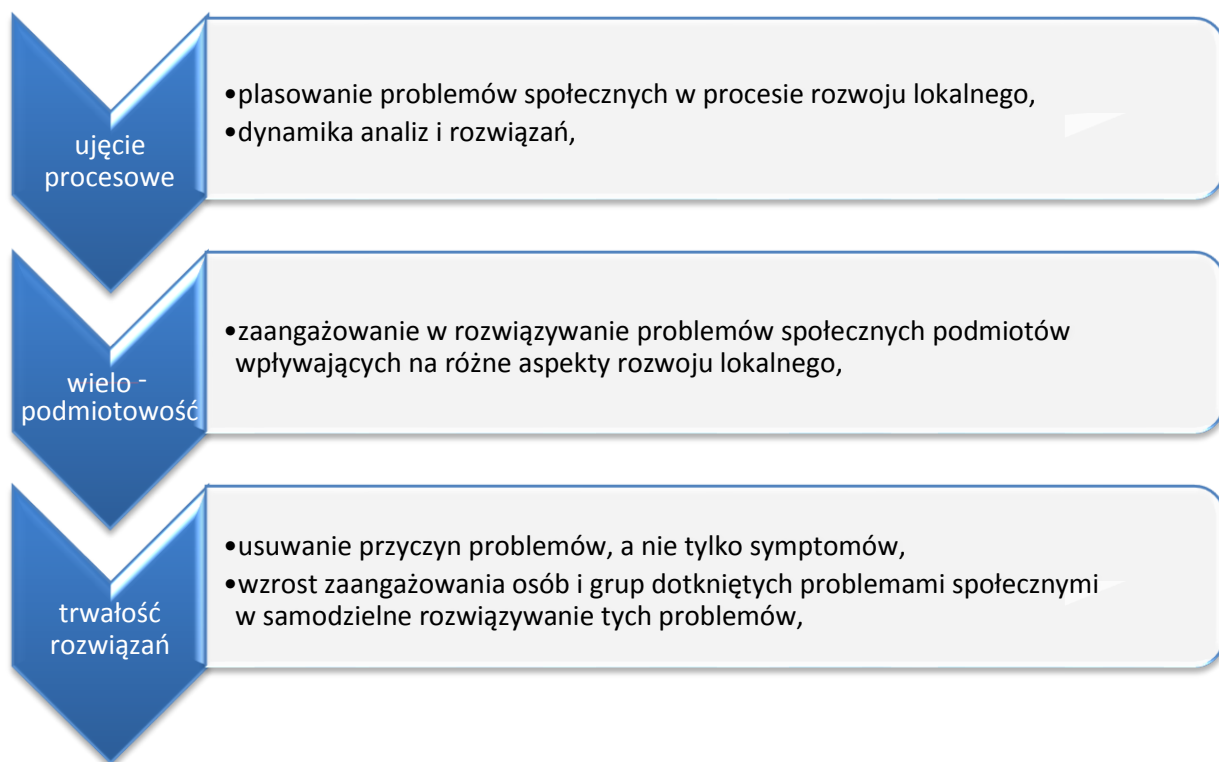 ujęcie
procesowe
•plasowanie problemów społecznych w procesie rozwoju lokalnego,
•dynamika analiz i rozwiązań,
wielo -
podmiotowość
•zaangażowanie w rozwiązywanie problemów społecznych podmiotów
wpływających na różne aspekty rozwoju lokalnego,
trwałość
rozwiązań
•usuwanie przyczyn problemów, a nie tylko symptomów,
•wzrost zaangażowania osób i grup dotkniętych problemami społecznymi
w samodzielne rozwiązywanie tych problemów,